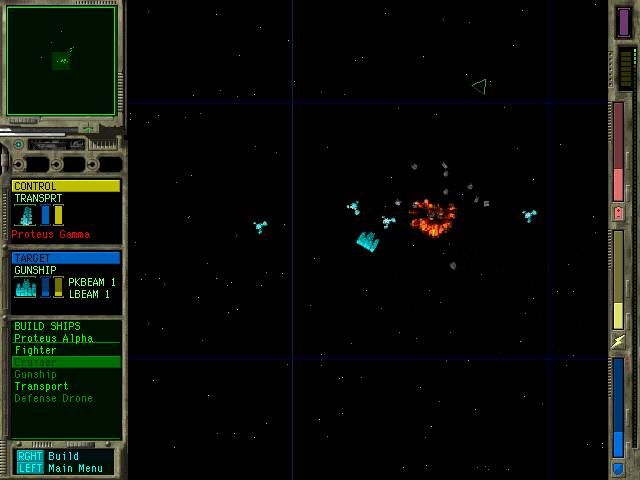 CONTROL
TRANSPRT
Proteus Gamma
TARGET
GUNSHIP
PKBEAM 1
LBEAM 1
BUILD SHIPS
Proteus Alpha
Fighter
Cruiser
Gunship
Transport
Defense Drone
RGHT Build
LEFT Main Menu